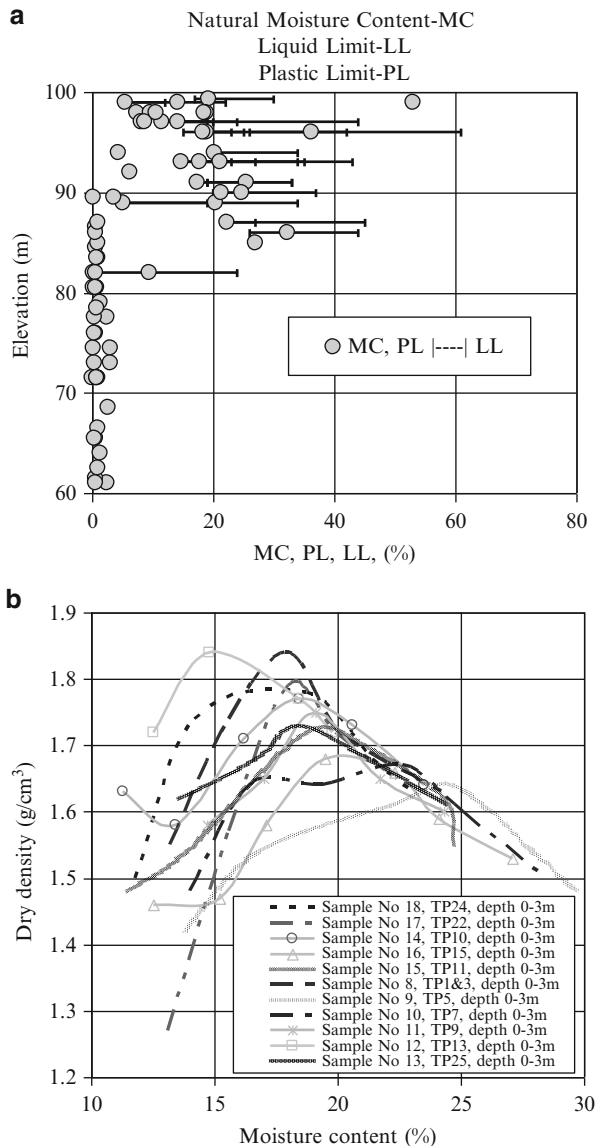 a
Natural Moisture Content-MC
Liquid Limit-LL
Plastic Limit-PL
100
90
80
70
60
Elevation (m)
MC, PL |----| LL
0 20 40 60 80
MC, PL, LL, (%)
b
1.9
1.8
1.7
1.6
1.5
1.4
1.3
1.2
Dry density (g/cm³)
Sample No 18, TP24, depth 0-3m
Sample No 17, TP22, depth 0-3m
Sample No 14, TP10, depth 0-3m
Sample No 16, TP15, depth 0-3m
Sample No 15, TP11, depth 0-3m
Sample No 8, TP1&3, depth 0-3m
Sample No 9, TP5, depth 0-3m
Sample No 10, TP7, depth 0-3m
Sample No 11, TP9, depth 0-3m
Sample No 12, TP13, depth 0-3m
Sample No 13, TP25, depth 0-3m
10 15 20 25 30
Moisture content (%)